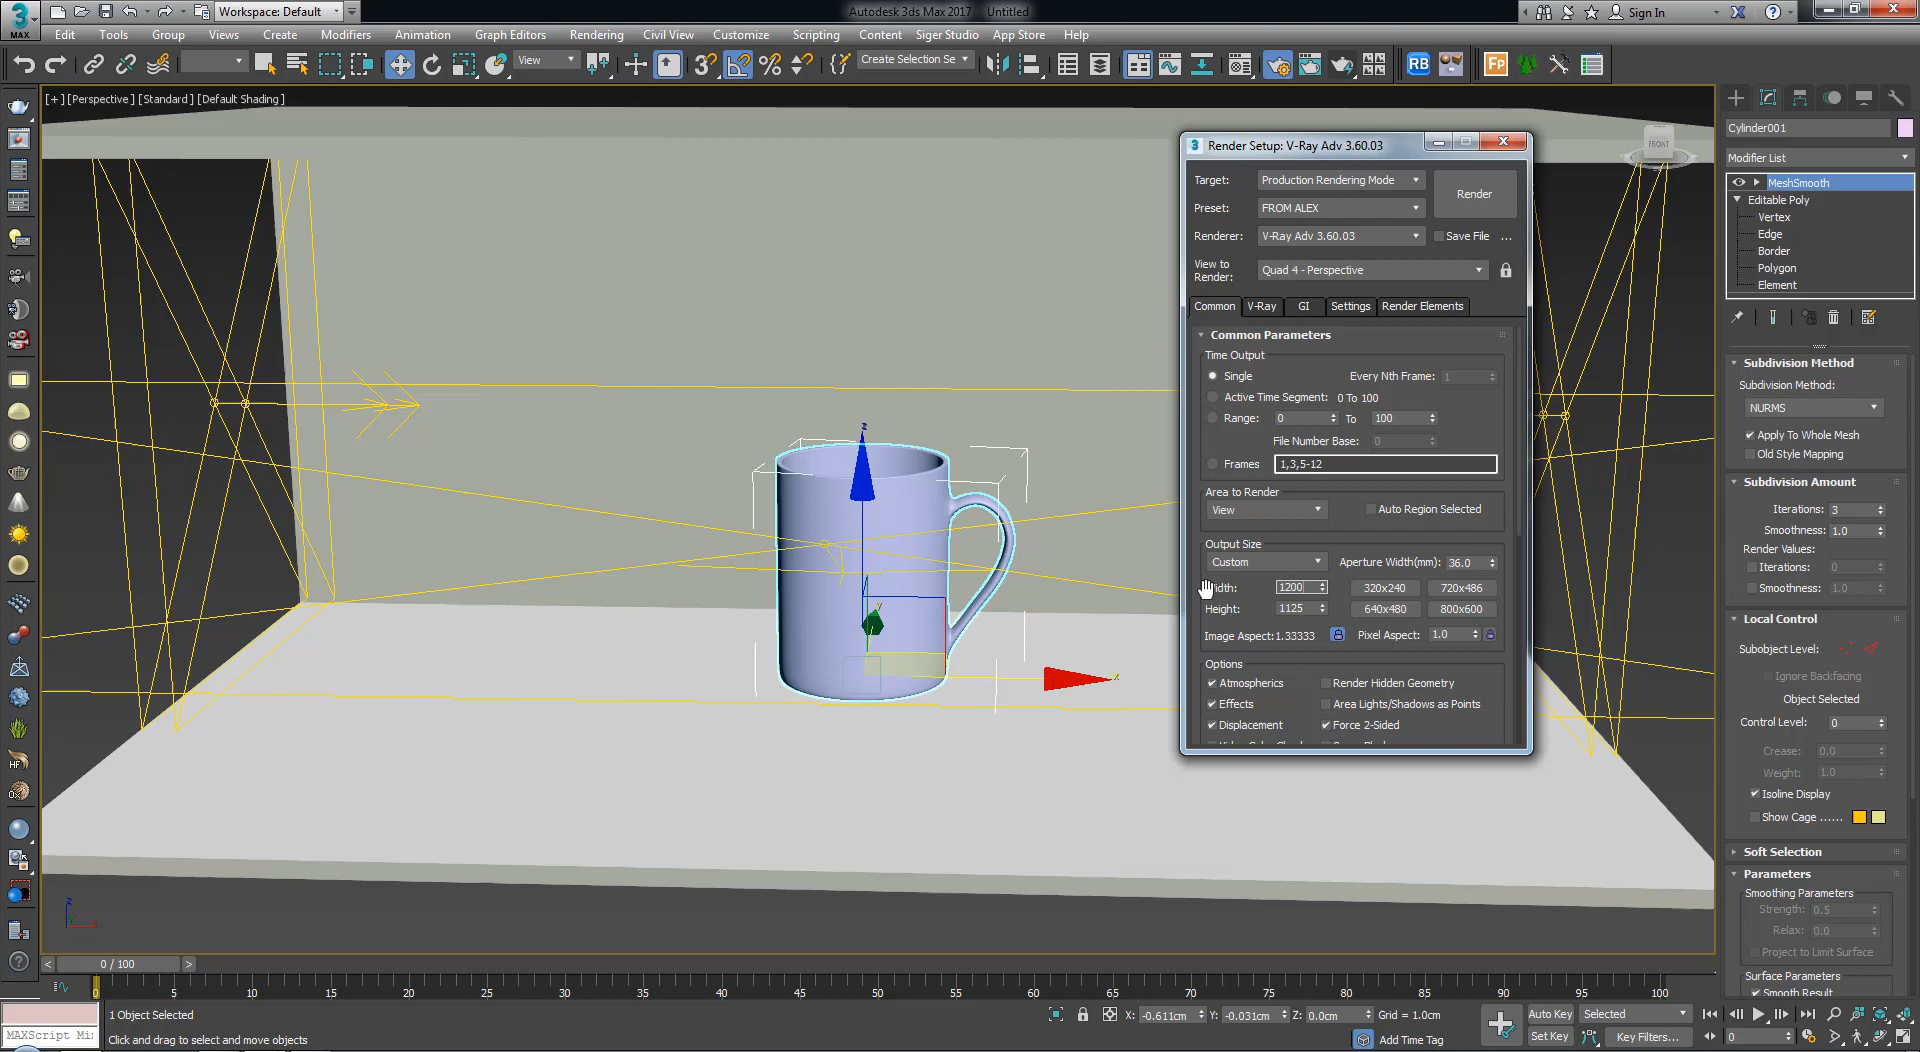 3
MAX
Workspace: Default
Autodesk 3ds Max 2017 Untitled
Sign In
Edit Tools Group Views Create Modifiers Animation Graph Editors Rendering Civil View Customize Scripting Content Siger Studio App Store Help
View
Create Selection Se
RB
Fp
[+] [Perspective] [Standard] [Default Shading]
FRONT
z
y
x
Render Setup: V-Ray Adv 3.60.03
Target: Production Rendering Mode
Render
Preset: FROM ALEX
Renderer: V-Ray Adv 3.60.03
Save File ...
View to
Render:
Quad 4 - Perspective
Common V-Ray GI Settings Render Elements
Common Parameters
Time Output
Single Every Nth Frame: 1
Active Time Segment: 0 To 100
Range: 0 To 100
File Number Base: 0
Frames 1,3,5-12
Area to Render
View Auto Region Selected
Output Size
Custom Aperture Width(mm): 36.0
idth: 1200 320x240 720x486
Height: 1125 640x480 800x600
Image Aspect: 1.33333 Pixel Aspect: 1.0
Options
Atmospherics Render Hidden Geometry
Effects Area Lights/Shadows as Points
Displacement Force 2-Sided
Cylinder001
Modifier List
MeshSmooth
Editable Poly
Vertex
Edge
Border
Polygon
Element
Subdivision Method
Subdivision Method:
NURMS
Apply To Whole Mesh
Old Style Mapping
Subdivision Amount
Iterations: 3
Smoothness: 1.0
Render Values:
Iterations: 0
Smoothness: 1.0
Local Control
Subobject Level:
Ignore Backfacing
Object Selected
Control Level: 0
Crease: 0.0
Weight: 1.0
Isoline Display
Show Cage ......
Soft Selection
Parameters
Smoothing Parameters
Strength: 0.5
Relax: 0.0
Project to Limit Surface
Surface Parameters
Smooth Result
HF
z
x
< 0 / 100 >
0 5 10 15 20 25 30 35 40 45 50 55 60 65 70 75 80 85 90 95 100
MAXScript Mi
1 Object Selected
Click and drag to select and move objects
X: -0.611cm Y: -0.031cm Z: 0.0cm Grid = 1.0cm
Add Time Tag
Auto Key Selected
Set Key Key Filters...
0